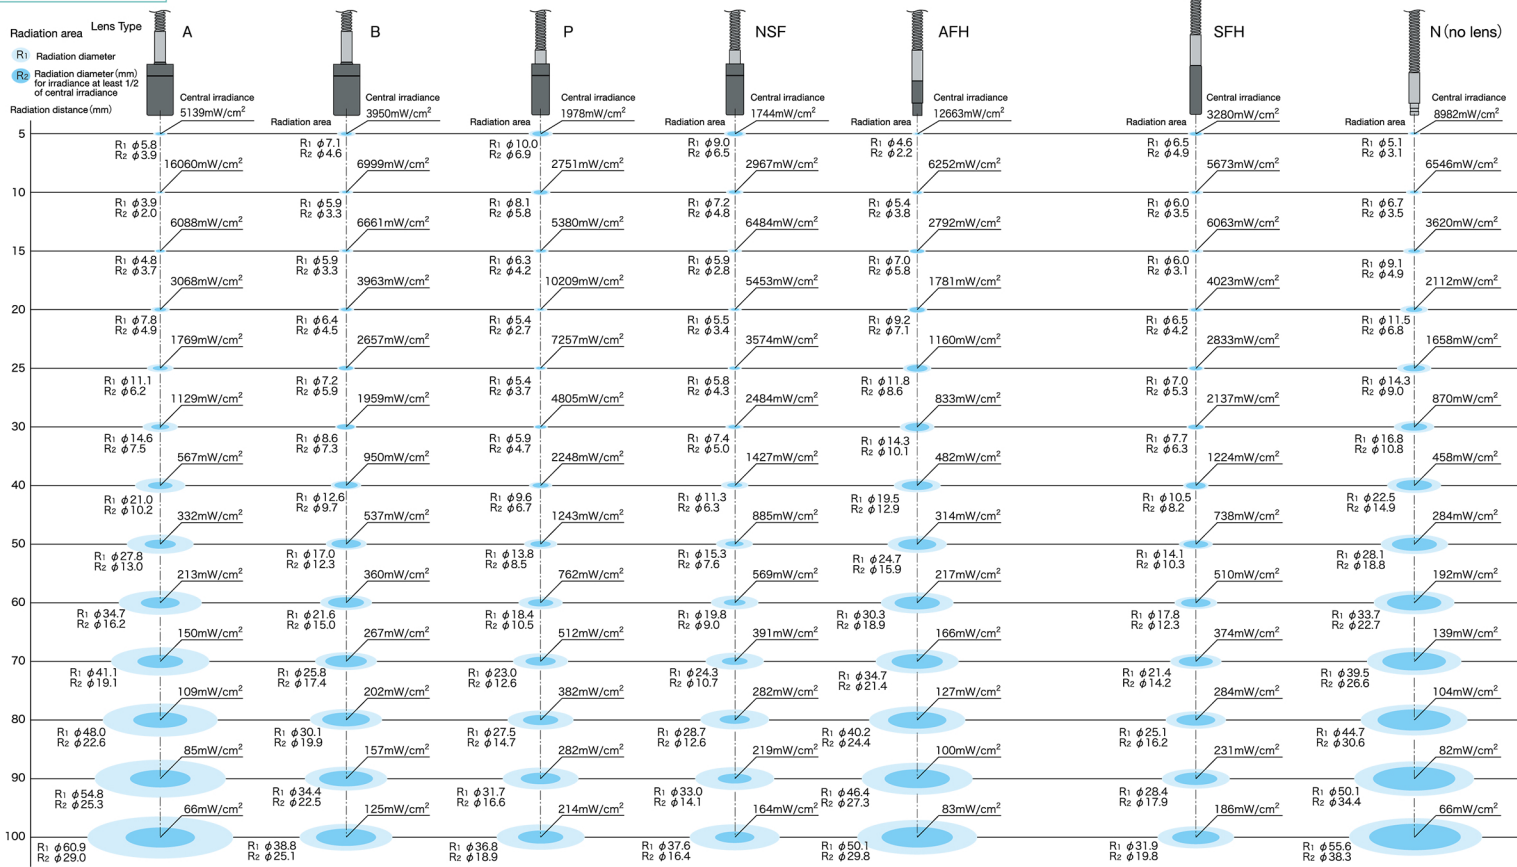 Lens Type A B P NSF AFH SFH N (no lens)
Radiation area
R1 Radiation diameter
R2 Radiation diameter (mm)
for irradiance at least 1/2
of central irradiance
Radiation distance (mm)
Central irradiance Central irradiance Central irradiance Central irradiance Central irradiance Central irradiance Central irradiance
5139mW/cm² 3950mW/cm² 1978mW/cm² 1744mW/cm² 12663mW/cm² 3280mW/cm² 8982mW/cm²
Radiation area Radiation area Radiation area Radiation area Radiation area Radiation area
5
R1 φ5.8 R1 φ7.1 R1 φ10.0 R1 φ9.0 R1 φ4.6 R1 φ6.5 R1 φ5.1
R2 φ3.9 R2 φ4.6 R2 φ6.9 R2 φ6.5 R2 φ2.2 R2 φ4.9 R2 φ3.1
16060mW/cm² 6999mW/cm² 2751mW/cm² 2967mW/cm² 6252mW/cm² 5673mW/cm² 6546mW/cm²
10
R1 φ3.9 R1 φ5.9 R1 φ8.1 R1 φ7.2 R1 φ5.4 R1 φ6.0 R1 φ6.7
R2 φ2.0 R2 φ3.3 R2 φ5.8 R2 φ4.8 R2 φ3.8 R2 φ3.5 R2 φ3.5
6088mW/cm² 6661mW/cm² 5380mW/cm² 6484mW/cm² 2792mW/cm² 6063mW/cm² 3620mW/cm²
15
R1 φ4.8 R1 φ5.9 R1 φ6.3 R1 φ5.9 R1 φ7.0 R1 φ6.0 R1 φ9.1
R2 φ3.7 R2 φ3.3 R2 φ4.2 R2 φ2.8 R2 φ5.8 R2 φ3.1 R2 φ4.9
3068mW/cm² 3963mW/cm² 10209mW/cm² 5453mW/cm² 1781mW/cm² 4023mW/cm² 2112mW/cm²
20
R1 φ7.8 R1 φ6.4 R1 φ5.4 R1 φ5.5 R1 φ9.2 R1 φ6.5 R1 φ11.5
R2 φ4.9 R2 φ4.5 R2 φ2.7 R2 φ3.4 R2 φ7.1 R2 φ4.2 R2 φ6.8
1769mW/cm² 2657mW/cm² 7257mW/cm² 3574mW/cm² 1160mW/cm² 2833mW/cm² 1658mW/cm²
25
R1 φ11.1 R1 φ7.2 R1 φ5.4 R1 φ5.8 R1 φ11.8 R1 φ7.0 R1 φ14.3
R2 φ6.2 R2 φ5.9 R2 φ3.7 R2 φ4.3 R2 φ8.6 R2 φ5.3 R2 φ9.0
1129mW/cm² 1959mW/cm² 4805mW/cm² 2484mW/cm² 833mW/cm² 2137mW/cm² 870mW/cm²
30
R1 φ14.6 R1 φ8.6 R1 φ5.9 R1 φ7.4 R1 φ14.3 R1 φ7.7 R1 φ16.8
R2 φ7.5 R2 φ7.3 R2 φ4.7 R2 φ5.0 R2 φ10.1 R2 φ6.3 R2 φ10.8
567mW/cm² 950mW/cm² 2248mW/cm² 1427mW/cm² 482mW/cm² 1224mW/cm² 458mW/cm²
40
R1 φ21.0 R1 φ12.6 R1 φ9.6 R1 φ11.3 R1 φ19.5 R1 φ10.5 R1 φ22.5
R2 φ10.2 R2 φ9.7 R2 φ6.7 R2 φ6.3 R2 φ12.9 R2 φ8.2 R2 φ14.9
332mW/cm² 537mW/cm² 1243mW/cm² 885mW/cm² 314mW/cm² 738mW/cm² 284mW/cm²
50
R1 φ27.8 R1 φ17.0 R1 φ13.8 R1 φ15.3 R1 φ24.7 R1 φ14.1 R1 φ28.1
R2 φ13.0 R2 φ12.3 R2 φ8.5 R2 φ7.6 R2 φ15.9 R2 φ10.3 R2 φ18.8
213mW/cm² 360mW/cm² 762mW/cm² 569mW/cm² 217mW/cm² 510mW/cm² 192mW/cm²
60
R1 φ34.7 R1 φ21.6 R1 φ18.4 R1 φ19.8 R1 φ30.3 R1 φ17.8 R1 φ33.7
R2 φ16.2 R2 φ15.0 R2 φ10.5 R2 φ9.0 R2 φ18.9 R2 φ12.3 R2 φ22.7
150mW/cm² 267mW/cm² 512mW/cm² 391mW/cm² 166mW/cm² 374mW/cm² 139mW/cm²
70
R1 φ41.1 R1 φ25.8 R1 φ23.0 R1 φ24.3 R1 φ34.7 R1 φ21.4 R1 φ39.5
R2 φ19.1 R2 φ17.4 R2 φ12.6 R2 φ10.7 R2 φ21.4 R2 φ14.2 R2 φ26.6
109mW/cm² 202mW/cm² 382mW/cm² 282mW/cm² 127mW/cm² 284mW/cm² 104mW/cm²
80
R1 φ48.0 R1 φ30.1 R1 φ27.5 R1 φ28.7 R1 φ40.2 R1 φ25.1 R1 φ44.7
R2 φ22.6 R2 φ19.9 R2 φ14.7 R2 φ12.6 R2 φ24.4 R2 φ16.2 R2 φ30.6
85mW/cm² 157mW/cm² 282mW/cm² 219mW/cm² 100mW/cm² 231mW/cm² 82mW/cm²
90
R1 φ54.8 R1 φ34.4 R1 φ31.7 R1 φ33.0 R1 φ46.4 R1 φ28.4 R1 φ50.1
R2 φ25.3 R2 φ22.5 R2 φ16.6 R2 φ14.1 R2 φ27.3 R2 φ17.9 R2 φ34.4
66mW/cm² 125mW/cm² 214mW/cm² 164mW/cm² 83mW/cm² 186mW/cm² 66mW/cm²
100
R1 φ60.9 R1 φ38.8 R1 φ36.8 R1 φ37.6 R1 φ50.1 R1 φ31.9 R1 φ55.6
R2 φ29.0 R2 φ25.1 R2 φ18.9 R2 φ16.4 R2 φ29.8 R2 φ19.8 R2 φ38.3